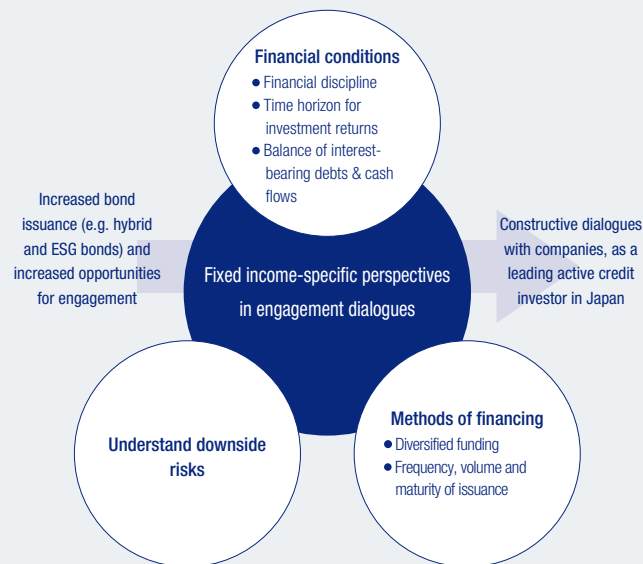 Financial conditions
● Financial discipline
● Time horizon for
investment returns
● Balance of interest-
bearing debts & cash
flows
Increased bond
issuance (e.g. hybrid
and ESG bonds) and
increased opportunities
for engagement
Fixed income-specific perspectives
in engagement dialogues
Constructive dialogues
with companies, as a
leading active credit
investor in Japan
Understand downside
risks
Methods of financing
● Diversified funding
● Frequency, volume and
maturity of issuance